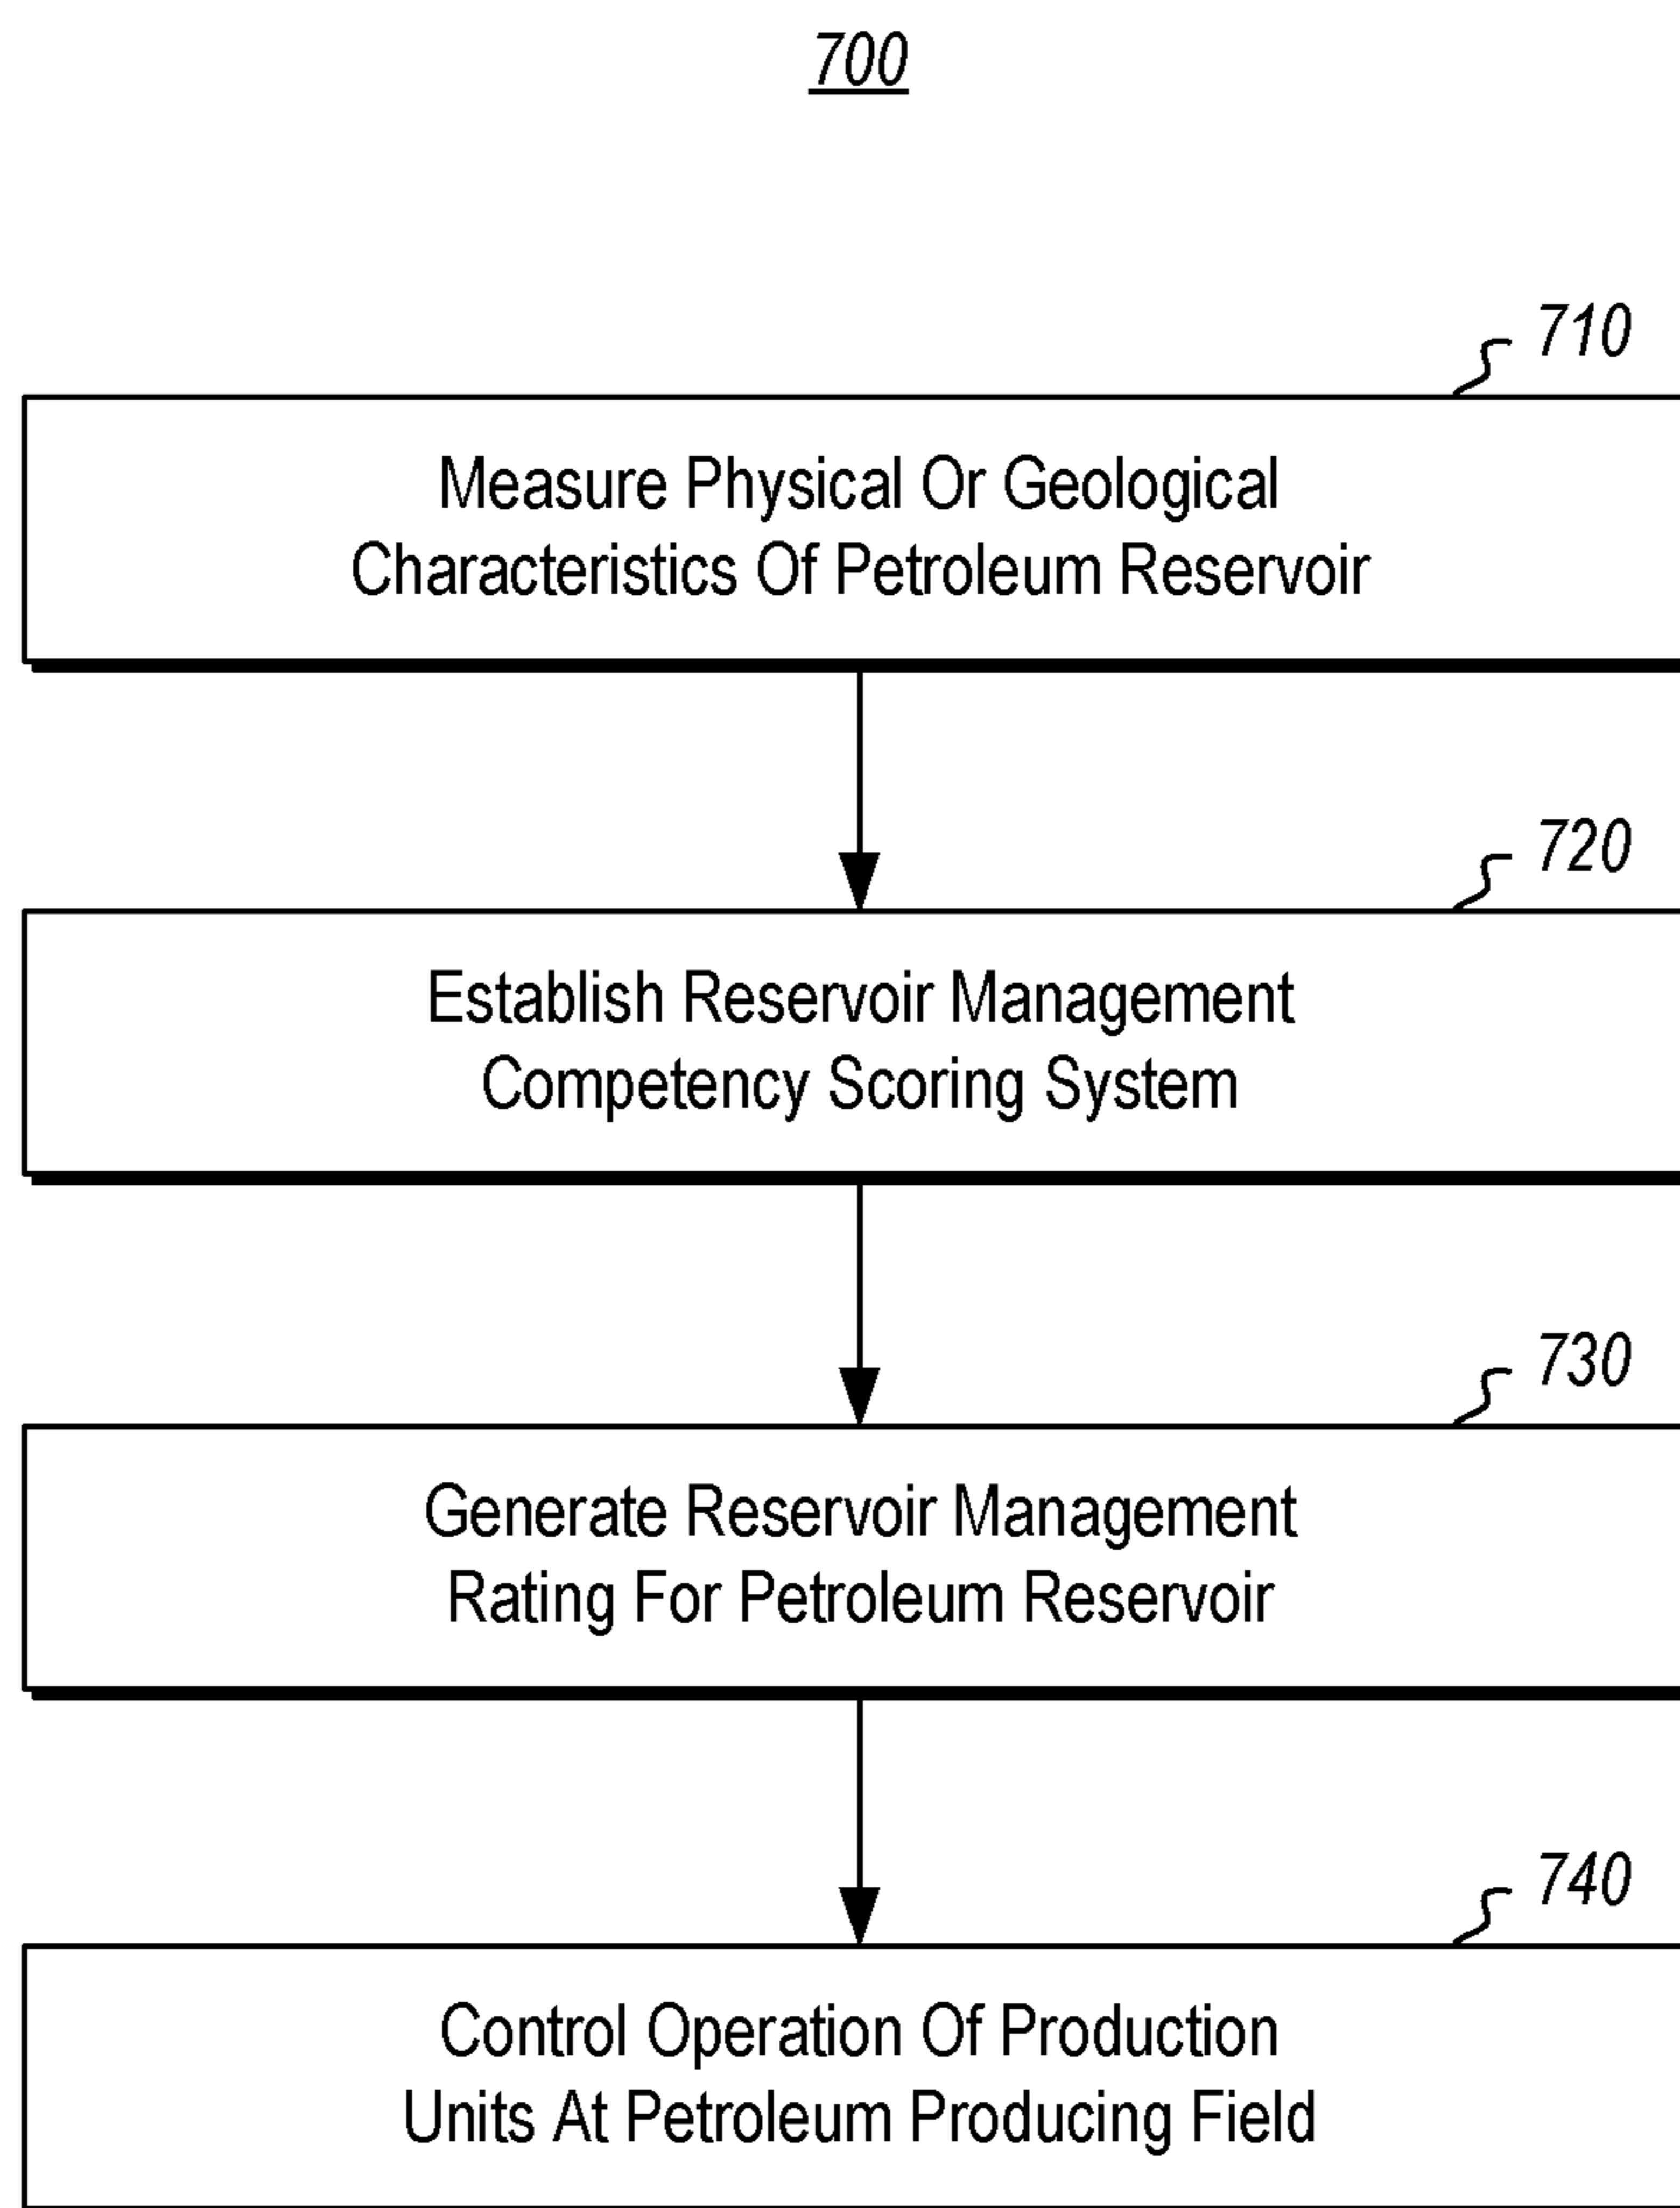 700
710
Measure Physical Or Geological
Characteristics Of Petroleum Reservoir
720
Establish Reservoir Management
Competency Scoring System
730
Generate Reservoir Management
Rating For Petroleum Reservoir
740
Control Operation Of Production
Units At Petroleum Producing Field